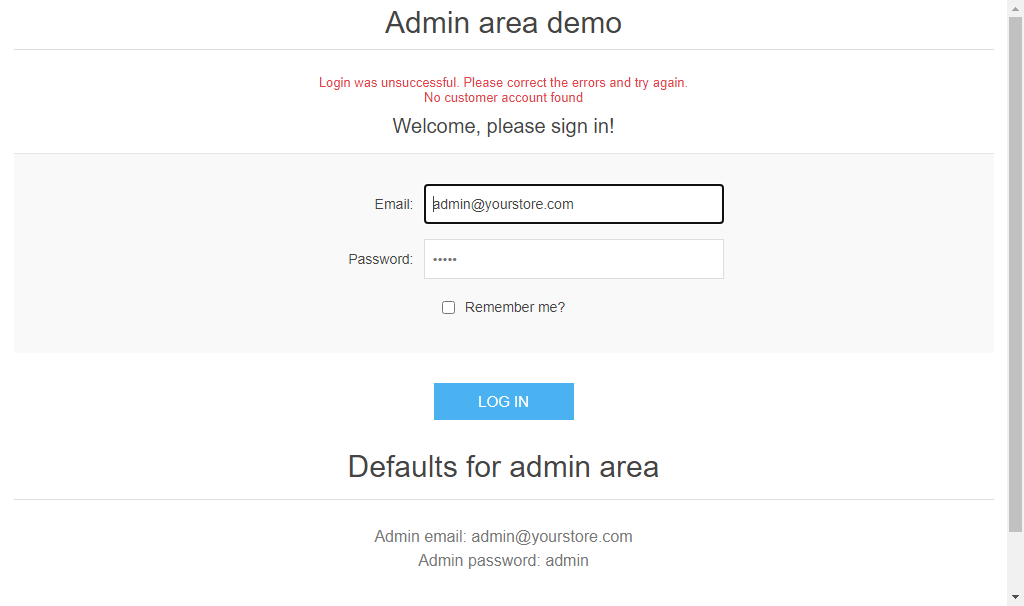 Admin area demo
Login was unsuccessful. Please correct the errors and try again.
No customer account found
Welcome, please sign in!
Email: admin@yourstore.com
Password: •••••
Remember me?
LOG IN
Defaults for admin area
Admin email: admin@yourstore.com
Admin password: admin